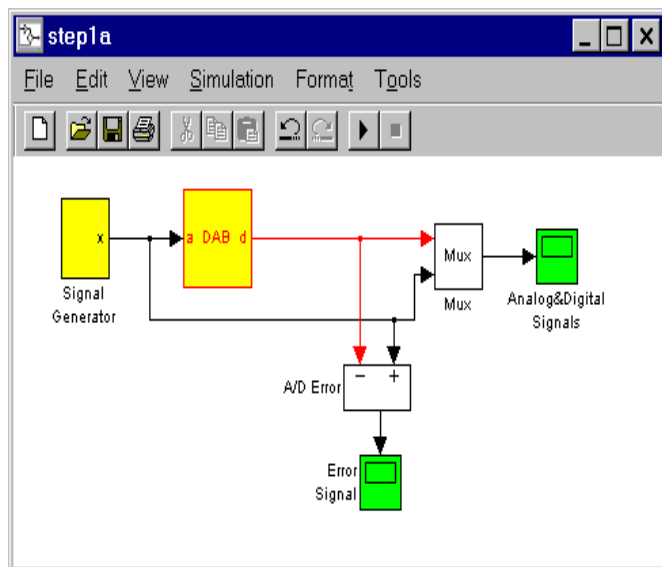 step1a
File Edit View Simulation Format Tools
x
a DAB d
Mux
Signal
Generator
Mux
Analog&Digital
Signals
A/D Error
− +
Error
Signal